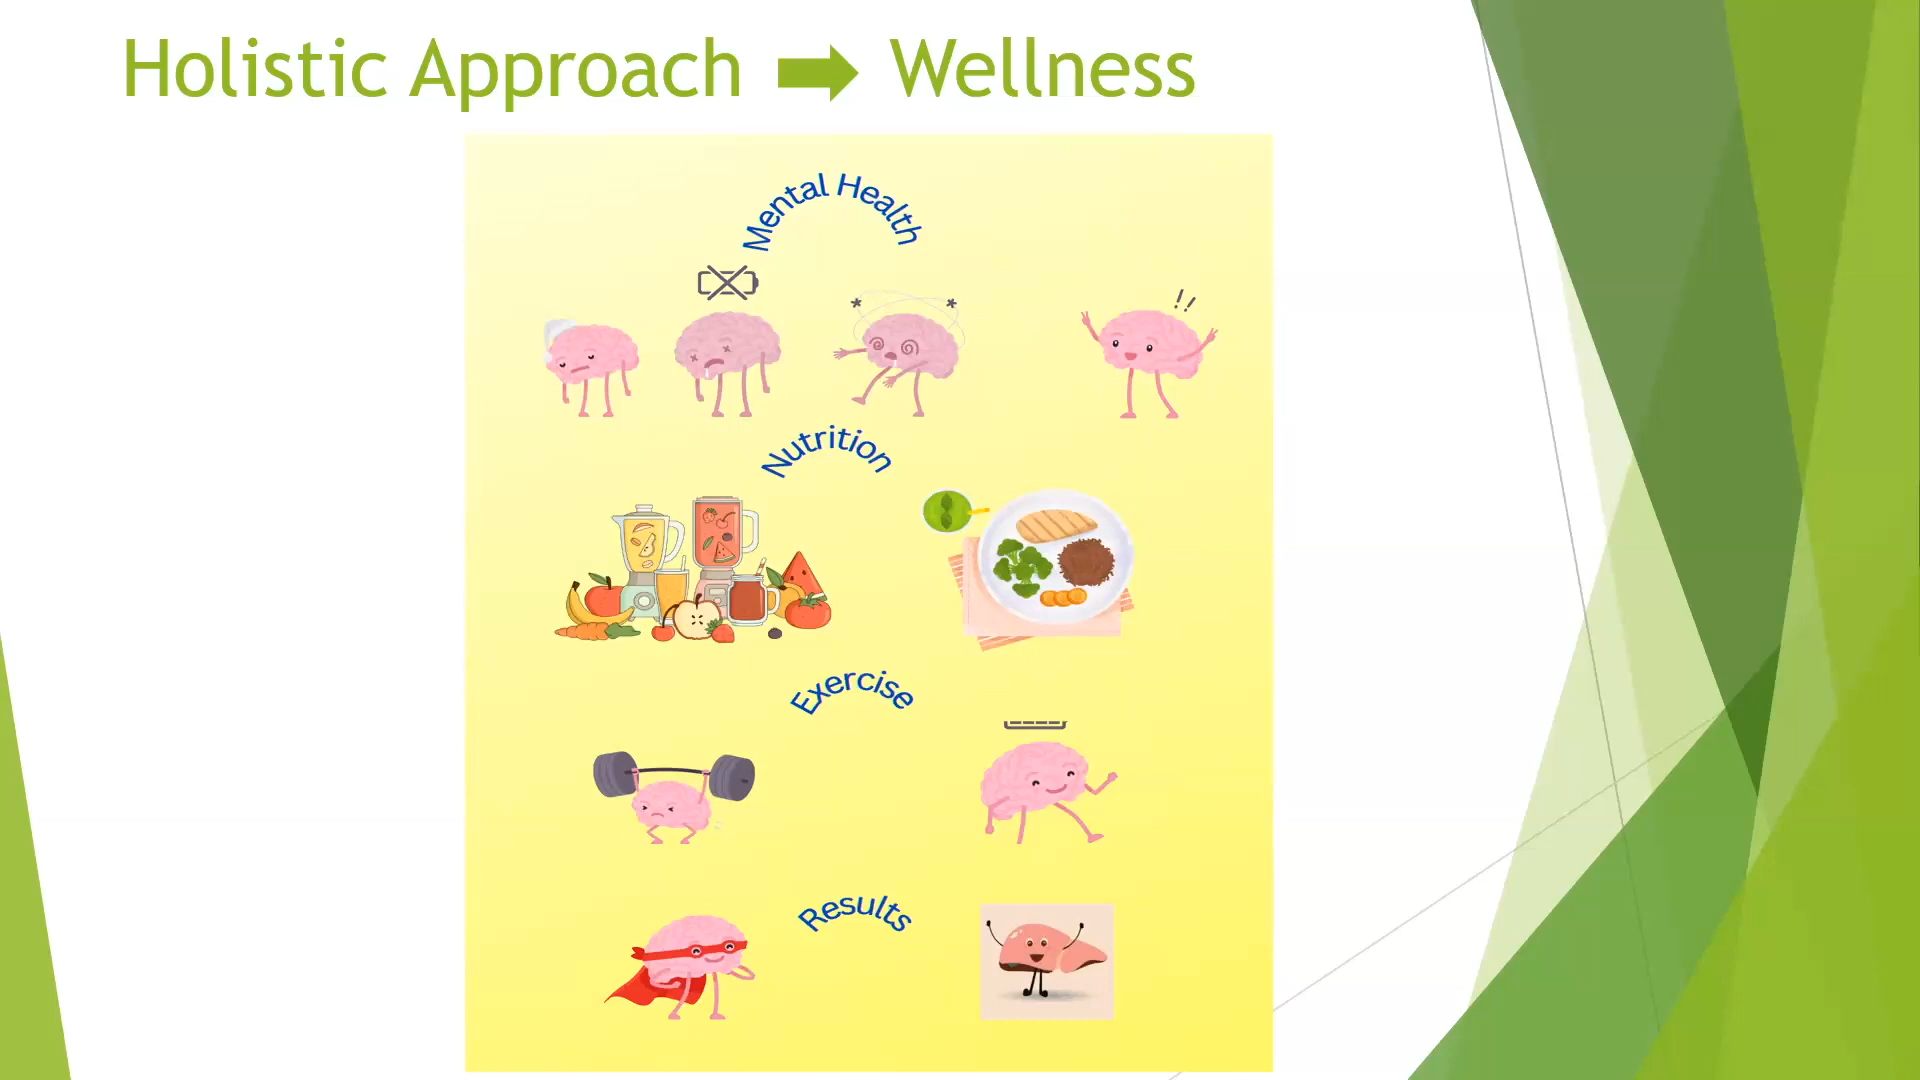 Holistic Approach ➡ Wellness
Mental Health
!!
Nutrition
Exercise
Results